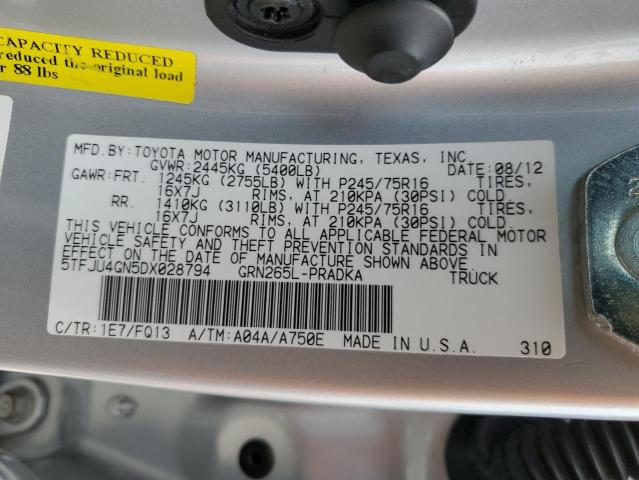 CAPACITY REDUCED
reduced the original load
r 88 lbs
MFD.BY:TOYOTA MOTOR MANUFACTURING, TEXAS, INC.
GVWR:2445KG (5400LB) DATE:08/12
GAWR:FRT. 1245KG (2755LB) WITH P245/75R16 TIRES,
16X7J RIMS, AT 210KPA (30PSI) COLD.
RR. 1410KG (3110LB) WITH P245/75R16 TIRES,
16X7J RIMS, AT 210KPA (30PSI) COLD.
THIS VEHICLE CONFORMS TO ALL APPLICABLE FEDERAL MOTOR
VEHICLE SAFETY AND THEFT PREVENTION STANDARDS IN
EFFECT ON THE DATE OF MANUFACTURE SHOWN ABOVE.
5TFJU4GN5DX028794 GRN265L-PRADKA TRUCK
C/TR:1E7/FQ13 A/TM:A04A/A750E MADE IN U.S.A. 310